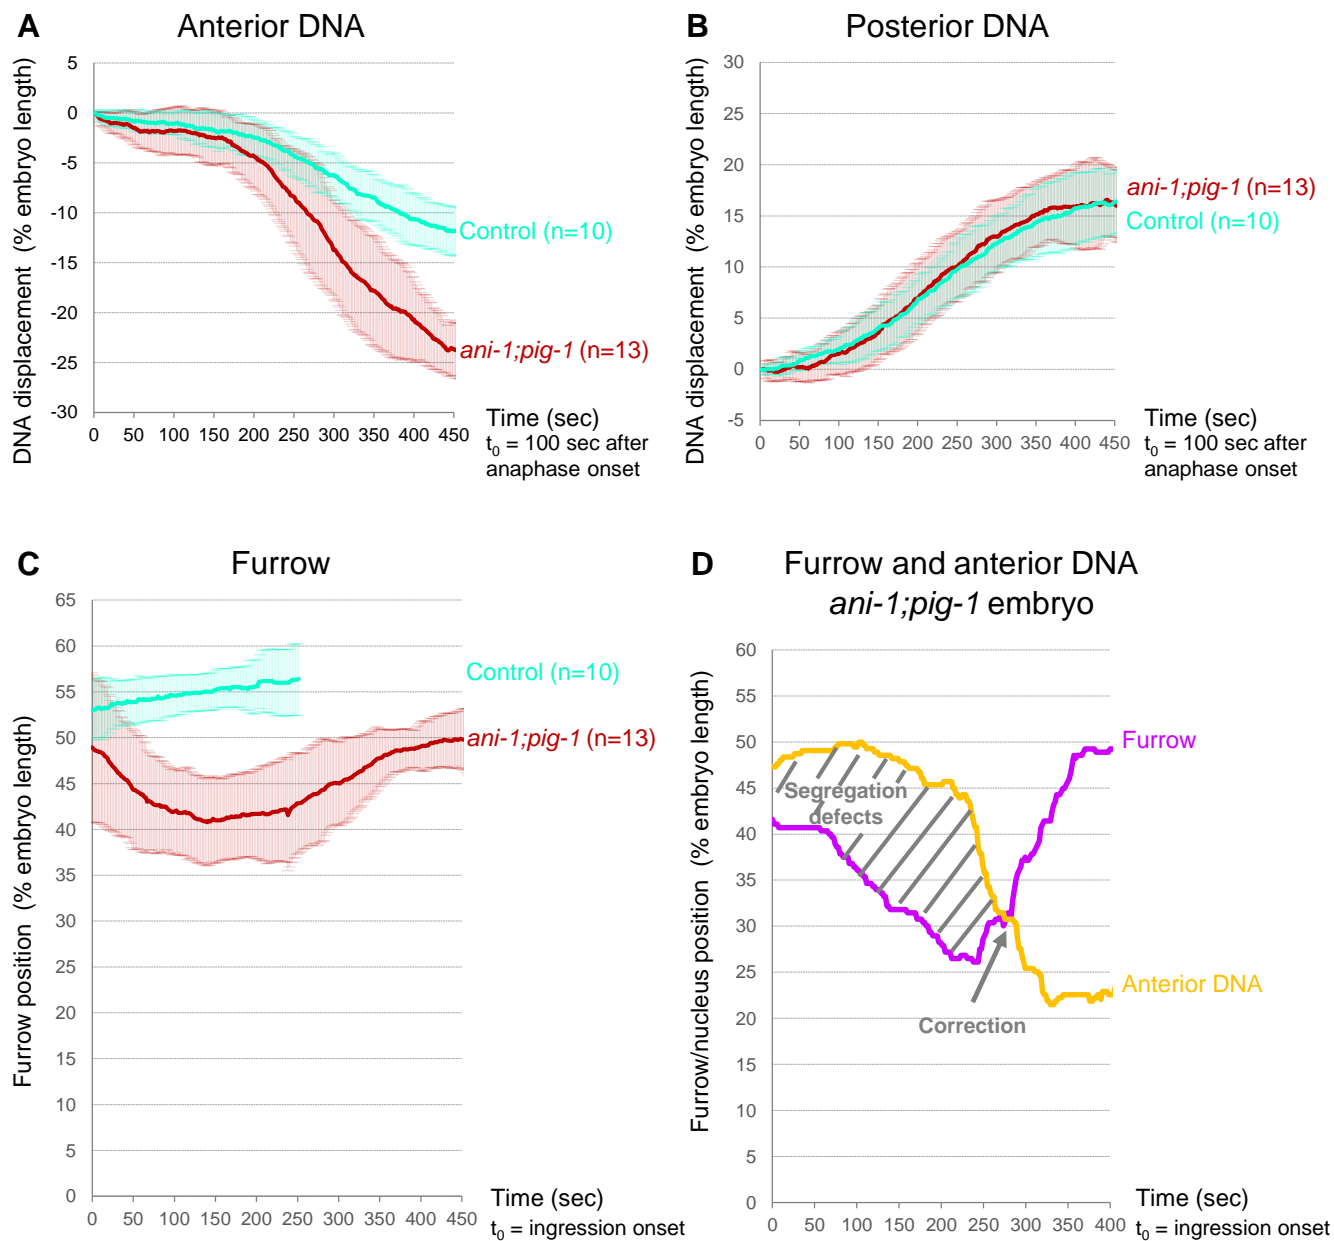 A
Anterior DNA
DNA displacement (% embryo length)
5
0
-5
-10
-15
-20
-25
-30
Control (n=10)
ani-1;pig-1 (n=13)
0 50 100 150 200 250 300 350 400 450
Time (sec)
t0 = 100 sec after
anaphase onset
B
Posterior DNA
DNA displacement (% embryo length)
30
25
20
15
10
5
0
-5
ani-1;pig-1 (n=13)
Control (n=10)
0 50 100 150 200 250 300 350 400 450
Time (sec)
t0 = 100 sec after
anaphase onset
C
Furrow
Furrow position (% embryo length)
65
60
55
50
45
40
35
30
25
20
15
10
5
0
Control (n=10)
ani-1;pig-1 (n=13)
0 50 100 150 200 250 300 350 400 450
Time (sec)
t0 = ingression onset
D
Furrow and anterior DNA
ani-1;pig-1 embryo
Furrow/nucleus position (% embryo length)
60
55
50
45
40
35
30
25
20
15
10
5
0
Furrow
Segregation
defects
Anterior DNA
Correction
0 50 100 150 200 250 300 350 400
Time (sec)
t0 = ingression onset